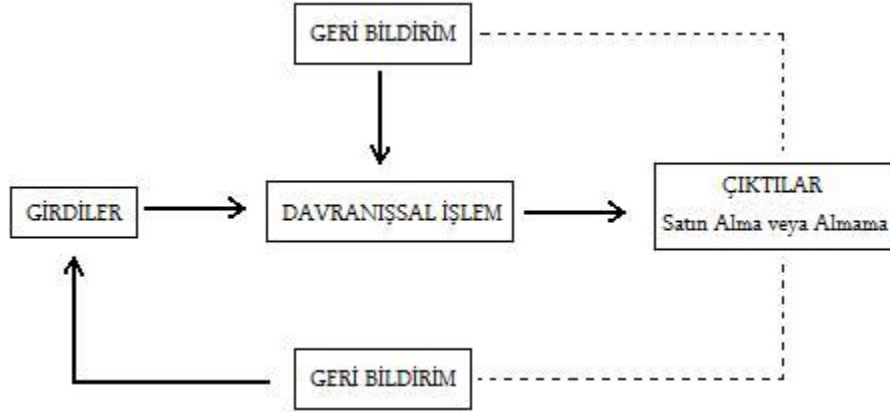 GERİ BİLDİRİM
GİRDİLER
DAVRANIŞSAL İŞLEM
ÇIKTILAR
Satın Alma veya Almama
GERİ BİLDİRİM